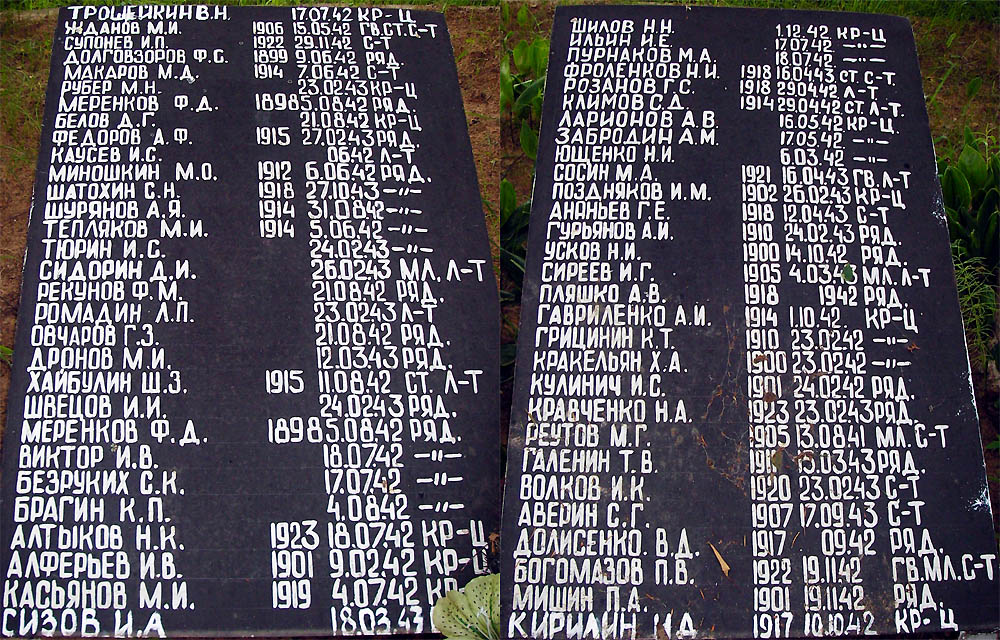 ТРОШЕЙКИН В.Н. 17.07.42 КР-Ц
ЖДАНОВ М.И. 1906 15.05.42 ГВ.СТ.С-Т
СУПОНЕВ И.П. 1922 29.11.42 С-Т
ДОЛГОВЗОРОВ Ф.С. 1899 9.06.42 РЯД.
МАКАРОВ М.Д. 1914 7.06.42 С-Т
РУБЕР М.Н. 23.02.43 КР-Ц
МЕРЕНКОВ Ф.Д. 1898 5.08.42 РЯД.
БЕЛОВ Д.Г. 21.08.42 КР-Ц
ФЕДОРОВ А.Ф. 1915 27.02.43 РЯД.
КАУСЕВ И.С. 06.42 Л-Т
МИНОШКИН М.О. 1912 6.06.42 РЯД.
ШАТОХИН С.Н. 1918 27.10.43 -"-
ШУРЯНОВ А.Я. 1914 31.08.42 -"-
ТЕПЛЯКОВ М.И. 1914 5.06.42 -"-
ТЮРИН И.С. 24.02.43 -"-
СИДОРИН Д.И. 26.02.43 МЛ. Л-Т
РЕКУНОВ Ф.М. 21.08.42 РЯД.
РОМАДИН Л.П. 23.02.43 Л-Т
ОВЧАРОВ Г.З. 21.08.42 РЯД.
ДРОНОВ М.И. 12.03.43 РЯД.
ХАЙБУЛИН Ш.З. 1915 11.08.42 СТ. Л-Т
ШВЕЦОВ И.И. 24.02.43 РЯД.
МЕРЕНКОВ Ф.Д. 1898 5.08.42 РЯД.
ВИКТОР И.В. 18.07.42 -"-
БЕЗРУКИХ С.К. 17.07.42 -"-
БРАГИН К.П. 4.08.42 -"-
АЛТЫКОВ Н.К. 1923 18.07.42 КР-Ц
АЛФЕРЬЕВ И.В. 1901 9.02.42 КР-Ц
КАСЬЯНОВ М.И. 1919 4.07.42 КР-
СИЗОВ И.А 18.03.43
ШИЛОВ Н.Н. 1.12.42 КР-Ц
ИЛЬИН И.Е. 17.07.42 -"-
ПУРНАКОВ М.А. 18.07.42 -"-
ФРОЛЕНКОВ Н.И. 1918 16.04.43 СТ. С-Т
РОЗАНОВ Г.С. 1918 29.04.42 Л-Т
КЛИМОВ С.Д. 1914 29.04.42 СТ. Л-Т
ЛАРИОНОВ А.В. 16.05.42 КР-Ц.
ЗАБРОДИН А.М. 17.05.42 -"-
ЮЩЕНКО Н.И. 6.03.42 -"-
СОСИН М.А. 1921 16.04.43 ГВ.Л-Т
ПОЗДНЯКОВ И.М. 1902 26.02.43 КР-Ц
АНАНЬЕВ Г.Е. 1918 12.04.43 С-Т
ГУРЬЯНОВ А.И. 1910 24.02.43 РЯД.
УСКОВ Н.И. 1900 14.10.42 РЯД.
СИРЕЕВ И.Г. 1905 4.03.43 МЛ. Л-Т
ПЛЯШКО А.В. 1918 1942 РЯД.
ГАВРИЛЕНКО А.И. 1914 1.10.42. КР-Ц
ГРИЦИНИН К.Т. 1910 23.02.42 -"-
КРАКЕЛЬЯН Х.А. 1900 23.02.42 -"-
КУЛИНИЧ И.С. 1901 24.02.42 РЯД.
КРАВЧЕНКО Н.А. 1923 23.02.43 РЯД.
РЕУТОВ М.Г. 1905 13.08.41 МЛ.С-Т
ГАЛЕНИН Т.В. 13.03.43 РЯД.
ВОЛКОВ И.К. 1920 23.02.43 С-Т
АВЕРИН С.Г. 1907 17.09.43 С-Т
ДОЛИСЕНКО В.Д. 1917 09.42 РЯД.
БОГОМАЗОВ П.В. 1922 19.11.42 ГВ.МЛ.С-Т
МИШИН П.А. 1901 19.11.42 РЯД.
КИРИЛИН 1917 10.10.42 КР-Ц